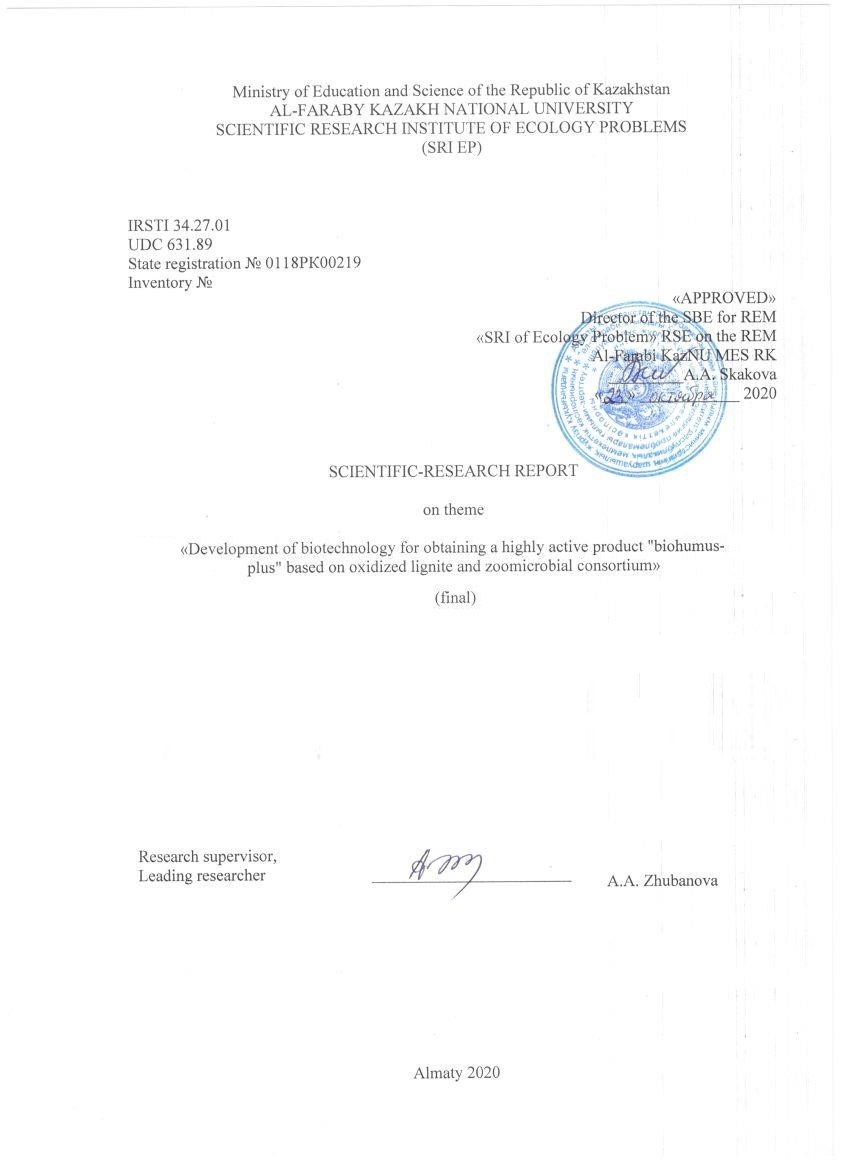 Ministry of Education and Science of the Republic of Kazakhstan
AL-FARABY KAZAKH NATIONAL UNIVERSITY
SCIENTIFIC RESEARCH INSTITUTE OF ECOLOGY PROBLEMS
(SRI EP)
IRSTI 34.27.01
UDC 631.89
State registration № 0118РК00219
Inventory №
«APPROVED»
Director of the SBE for REM
«SRI of Ecology Problem» RSE on the REM
Al-Farabi KazNU MES RK
A.A. Skakova
«23» октября 2020
SCIENTIFIC-RESEARCH REPORT
on theme
«Development of biotechnology for obtaining a highly active product "biohumus-
plus" based on oxidized lignite and zoomicrobial consortium»
(final)
Research supervisor,
Leading researcher
A.A. Zhubanova
Almaty 2020